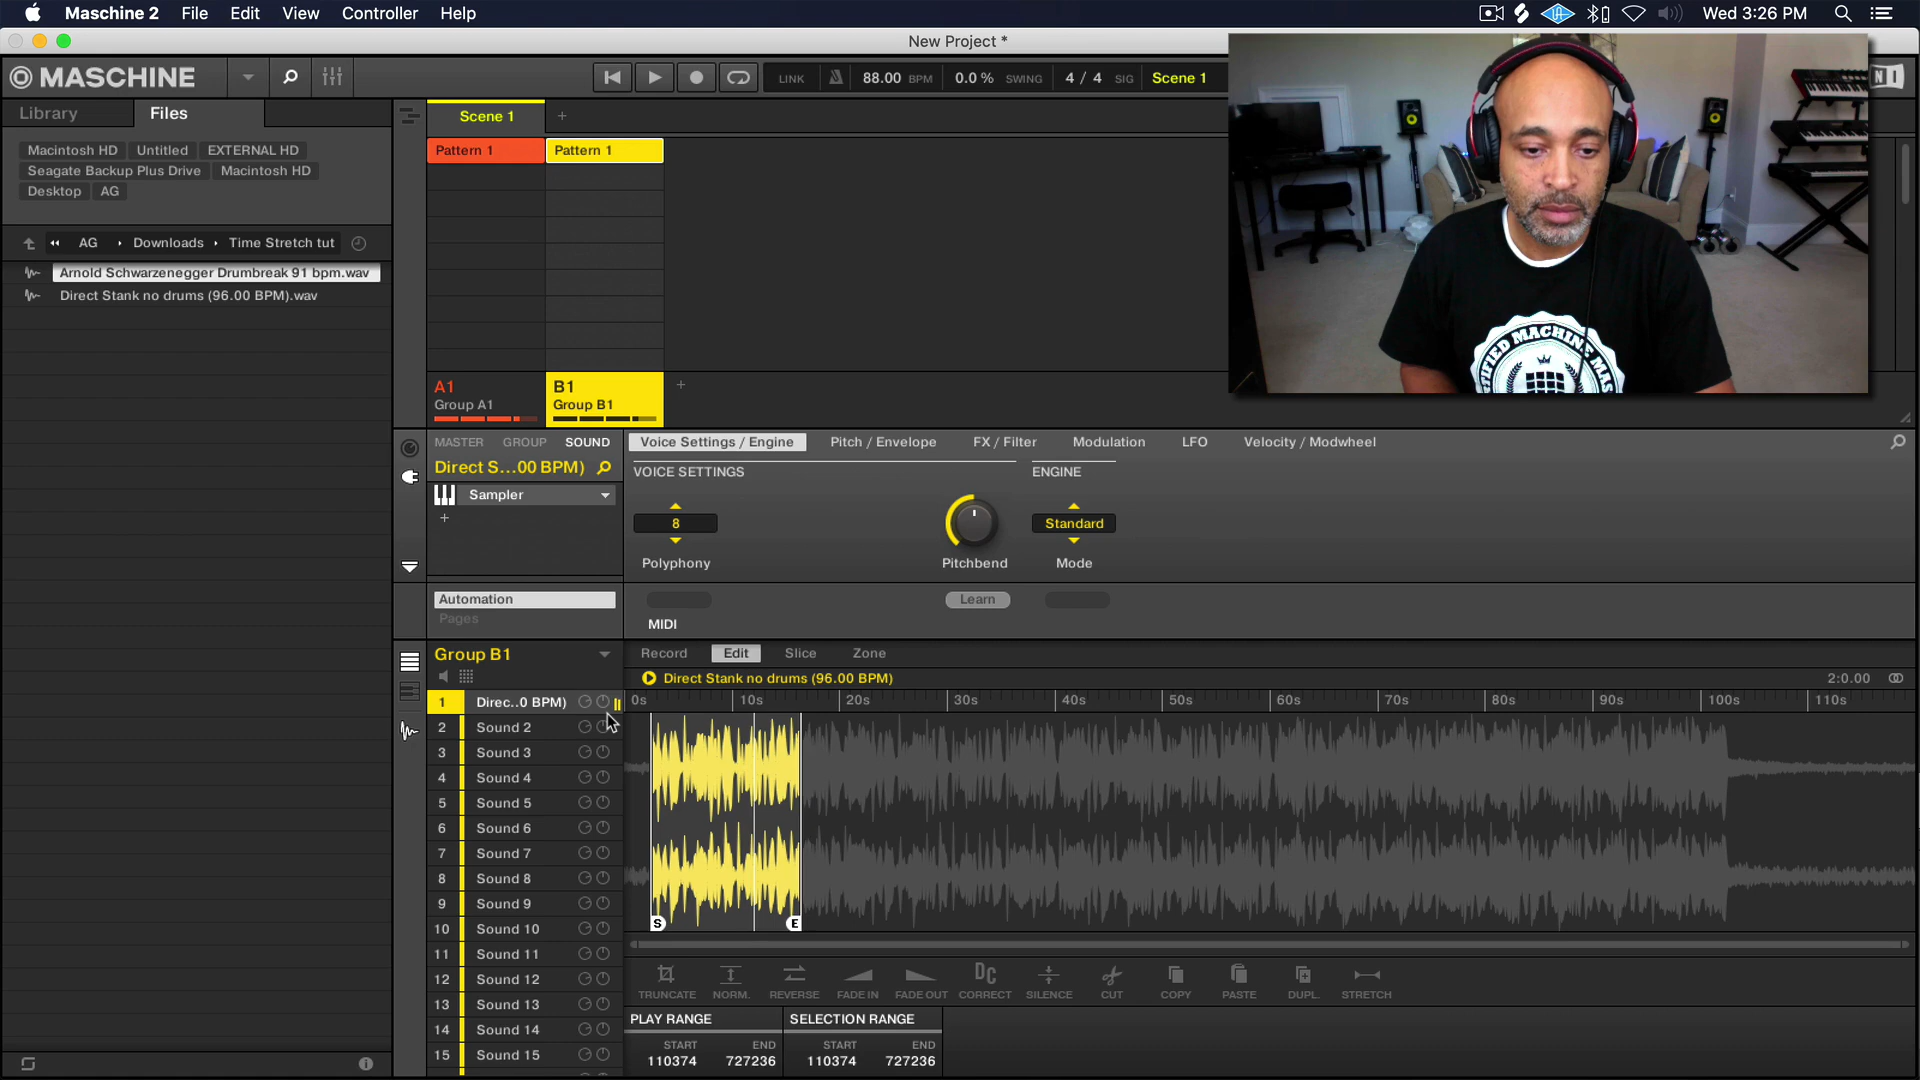 Maschine 2 File Edit View Controller Help
Wed 3:26 PM
New Project *
MASCHINE
LINK 88.00 BPM 0.0 % SWING 4 / 4 SIG Scene 1
Library Files
Macintosh HD Untitled EXTERNAL HD
Seagate Backup Plus Drive Macintosh HD
Desktop AG
AG Downloads Time Stretch tut
Arnold Schwarzenegger Drumbreak 91 bpm.wav
Direct Stank no drums (96.00 BPM).wav
Scene 1 +
Pattern 1 Pattern 1
A1
Group A1
B1
Group B1
+
MACHINE
MASTER GROUP SOUND
Direct S...00 BPM)
Sampler
+
Automation
Pages
Voice Settings / Engine Pitch / Envelope FX / Filter Modulation LFO Velocity / Modwheel
VOICE SETTINGS ENGINE
8 Standard
Polyphony Pitchbend Mode
Learn
MIDI
Group B1
Record Edit Slice Zone
Direct Stank no drums (96.00 BPM) 2:0.00
0s 10s 20s 30s 40s 50s 60s 70s 80s 90s 100s 110s
1 Direc..0 BPM)
2 Sound 2
3 Sound 3
4 Sound 4
5 Sound 5
6 Sound 6
7 Sound 7
8 Sound 8
9 Sound 9
10 Sound 10
11 Sound 11
12 Sound 12
13 Sound 13
14 Sound 14
15 Sound 15
S E
TRUNCATE NORM. REVERSE FADE IN FADE OUT DC CORRECT SILENCE CUT COPY PASTE DUPL. STRETCH
PLAY RANGE SELECTION RANGE
START END START END
110374 727236 110374 727236